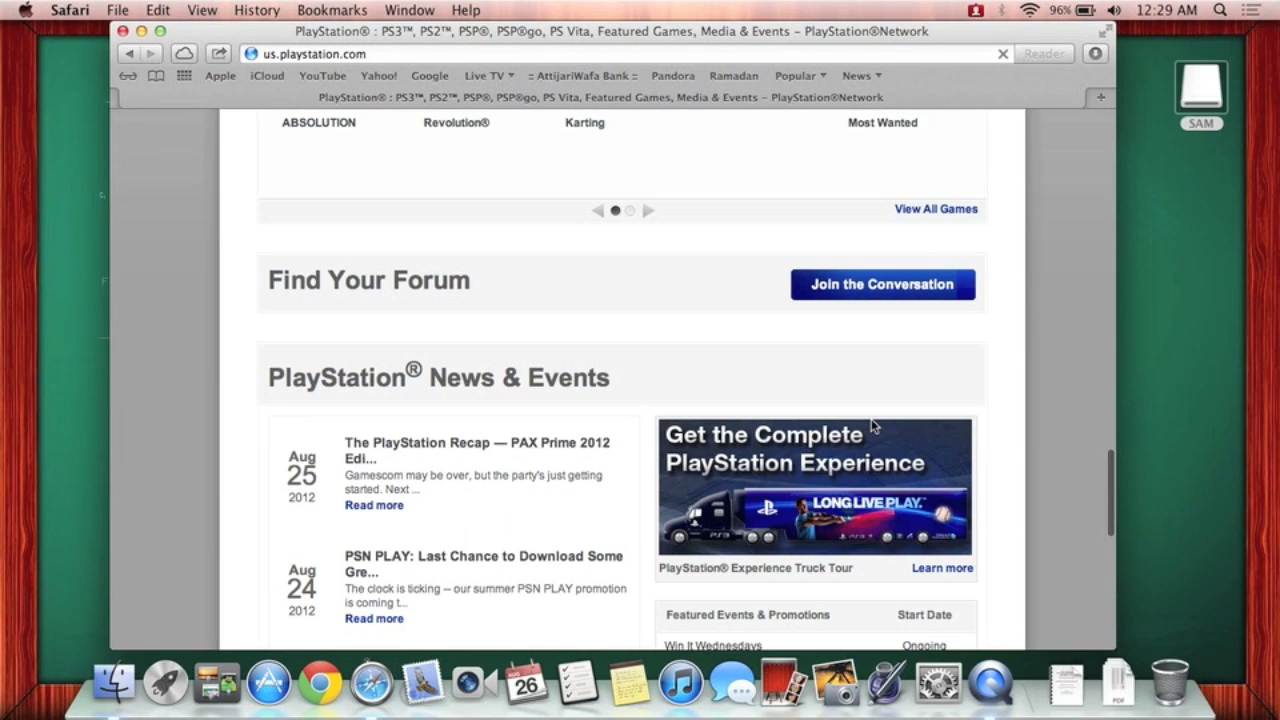 Safari File Edit View History Bookmarks Window Help 96% 12:29 AM
PlayStation® : PS3™, PS2™, PSP®, PSP®go, PS Vita, Featured Games, Media & Events – PlayStation®Network
us.playstation.com Reader
Apple iCloud YouTube Yahoo! Google Live TV :: AttijariWafa Bank :: Pandora Ramadan Popular News
PlayStation® : PS3™, PS2™, PSP®, PSP®go, PS Vita, Featured Games, Media & Events – PlayStation®Network
SAM
ABSOLUTION Revolution® Karting Most Wanted
View All Games
Find Your Forum
Join the Conversation
PlayStation® News & Events
Aug
25
2012
The PlayStation Recap — PAX Prime 2012
Edi...
Gamescom may be over, but the party's just getting
started. Next ...
Read more
Aug
24
2012
PSN PLAY: Last Chance to Download Some
Gre...
The clock is ticking -- our summer PSN PLAY promotion
is coming t...
Read more
Get the Complete
PlayStation Experience
LONG LIVE PLAY.
PS3
PlayStation® Experience Truck Tour Learn more
Featured Events & Promotions Start Date
Win It Wednesdays Ongoing
AUG
26
PDF